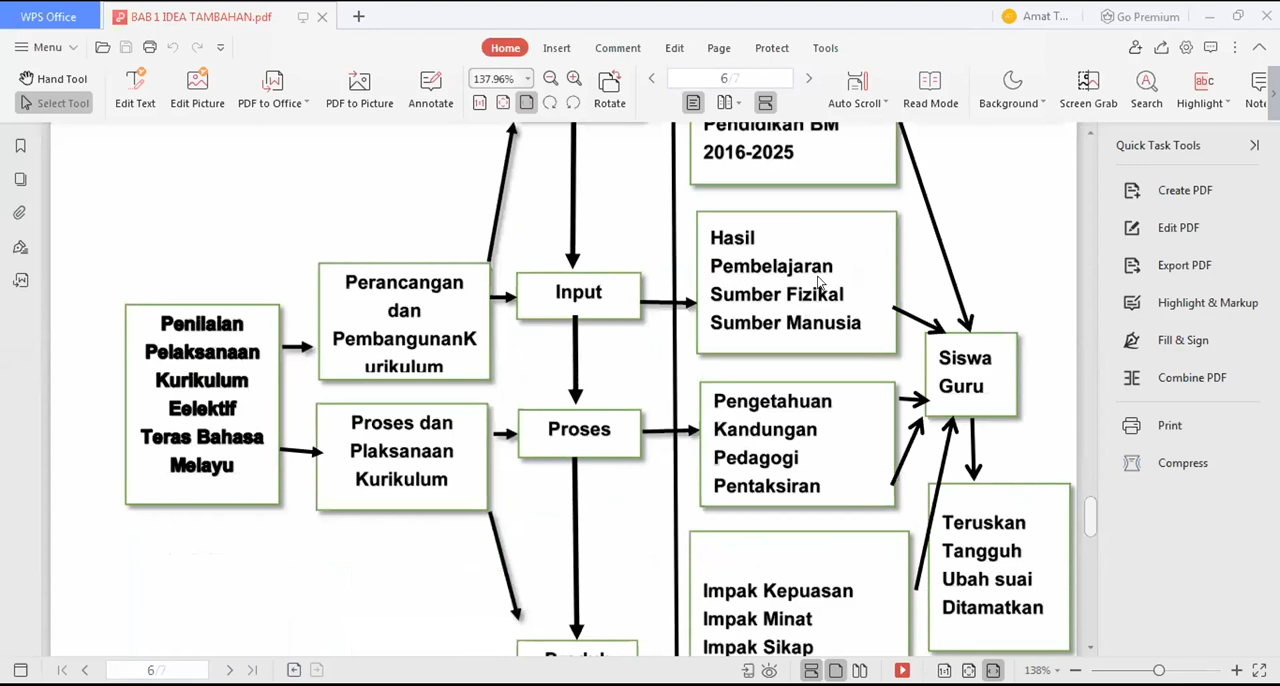 WPS Office
BAB 1 IDEA TAMBAHAN.pdf
Amat T...
Go Premium
Menu
Home
Insert
Comment
Edit
Page
Protect
Tools
Hand Tool
Select Tool
Edit Text
Edit Picture
PDF to Office
PDF to Picture
Annotate
137.96%
Rotate
6/7
Auto Scroll
Read Mode
Background
Screen Grab
Search
Highlight
Note
Quick Task Tools
Create PDF
Edit PDF
Export PDF
Highlight & Markup
Fill & Sign
Combine PDF
Print
Compress
Pendidikan BM
2016-2025
Hasil
Pembelajaran
Sumber Fizikal
Sumber Manusia
Perancangan
dan
PembangunanK
urikulum
Input
Penilaian
Pelaksanaan
Kurikulum
Eelektif
Teras Bahasa
Melayu
Siswa
Guru
Proses dan
Plaksanaan
Kurikulum
Proses
Pengetahuan
Kandungan
Pedagogi
Pentaksiran
Teruskan
Tangguh
Ubah suai
Ditamatkan
Impak Kepuasan
Impak Minat
Impak Sikap
6/7
138%